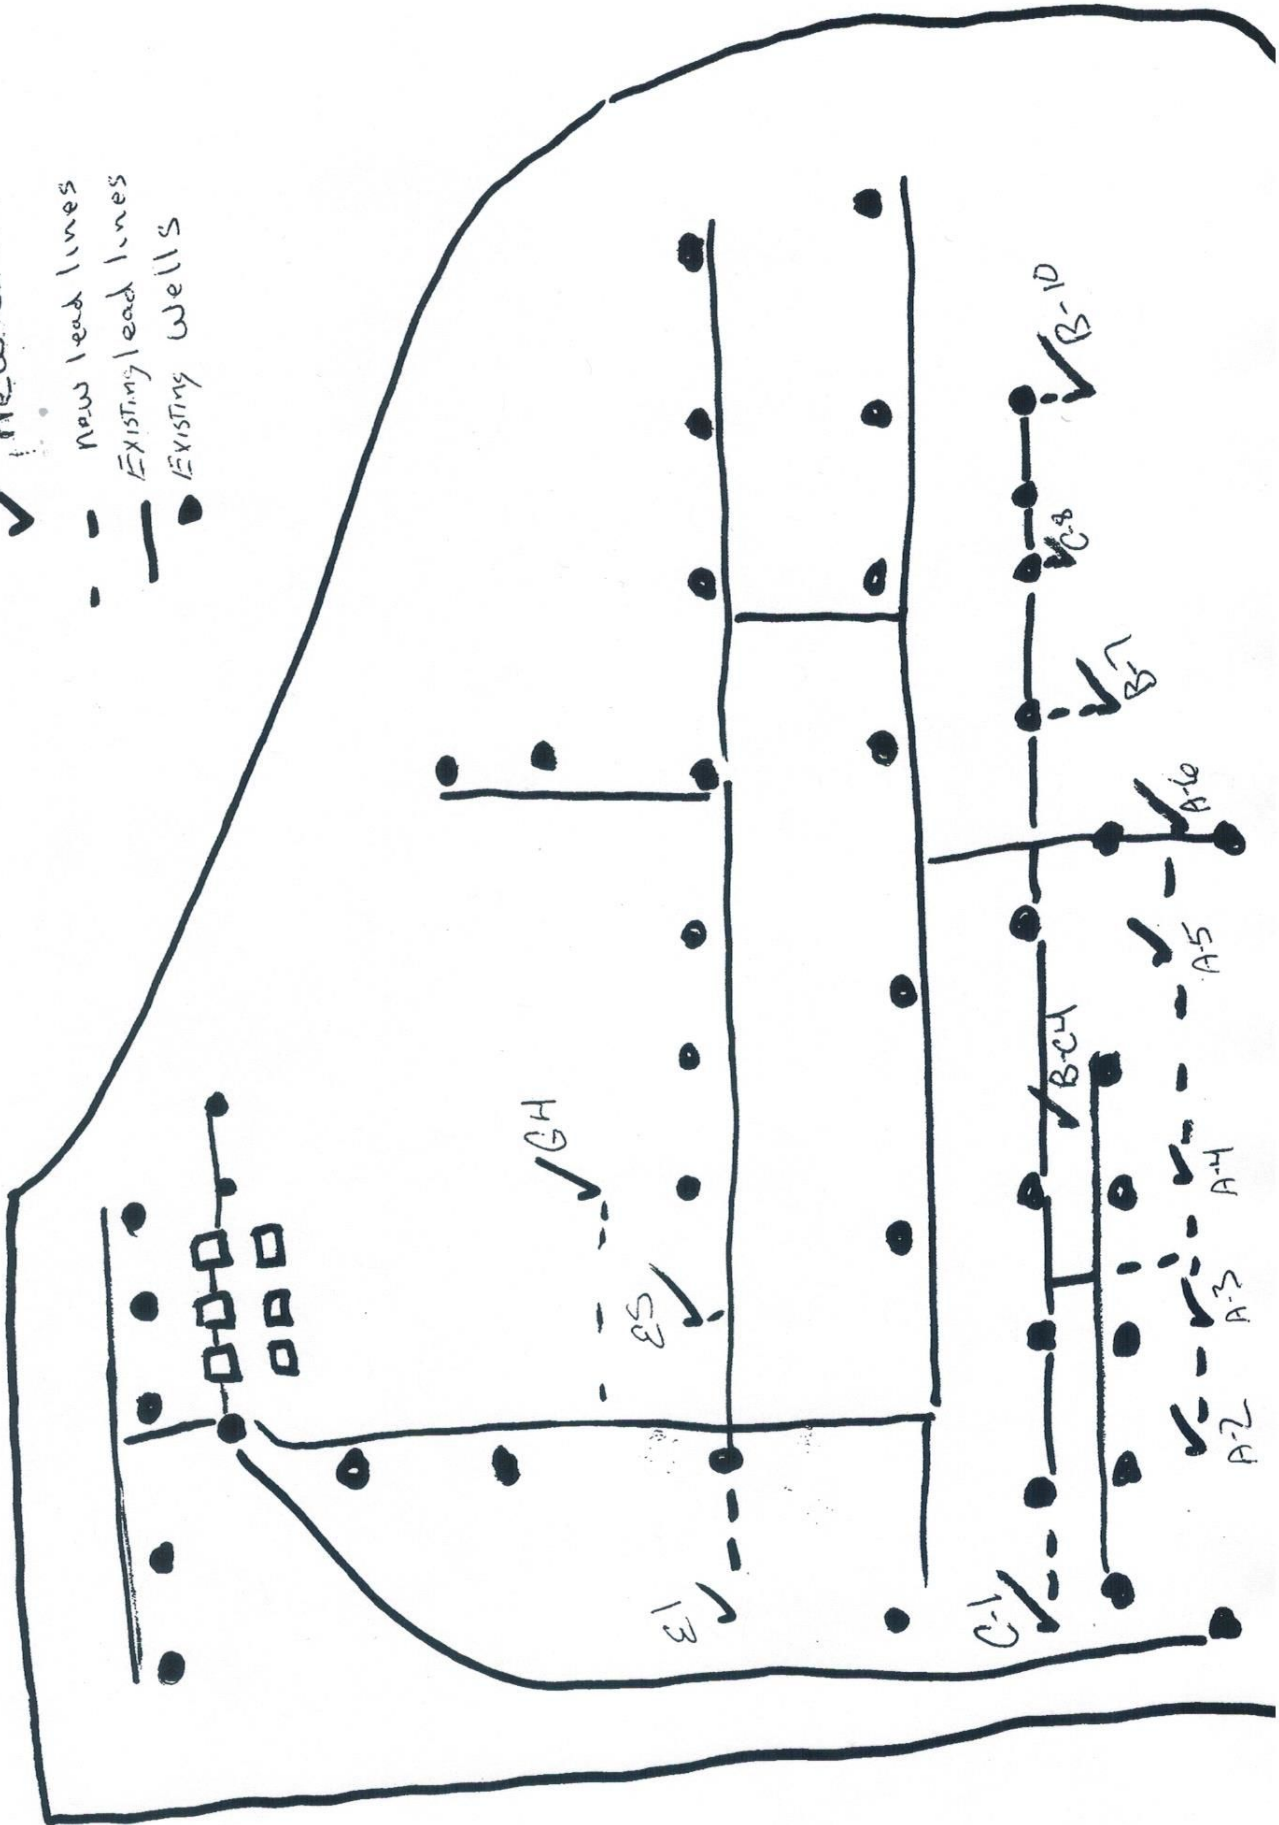 new lead lines
Existing lead lines
Existing wells
GH
E5
E1
B-10
C-8
B-7
A-6
A-5
B-C4
A-4
A-3
A-2
C-1